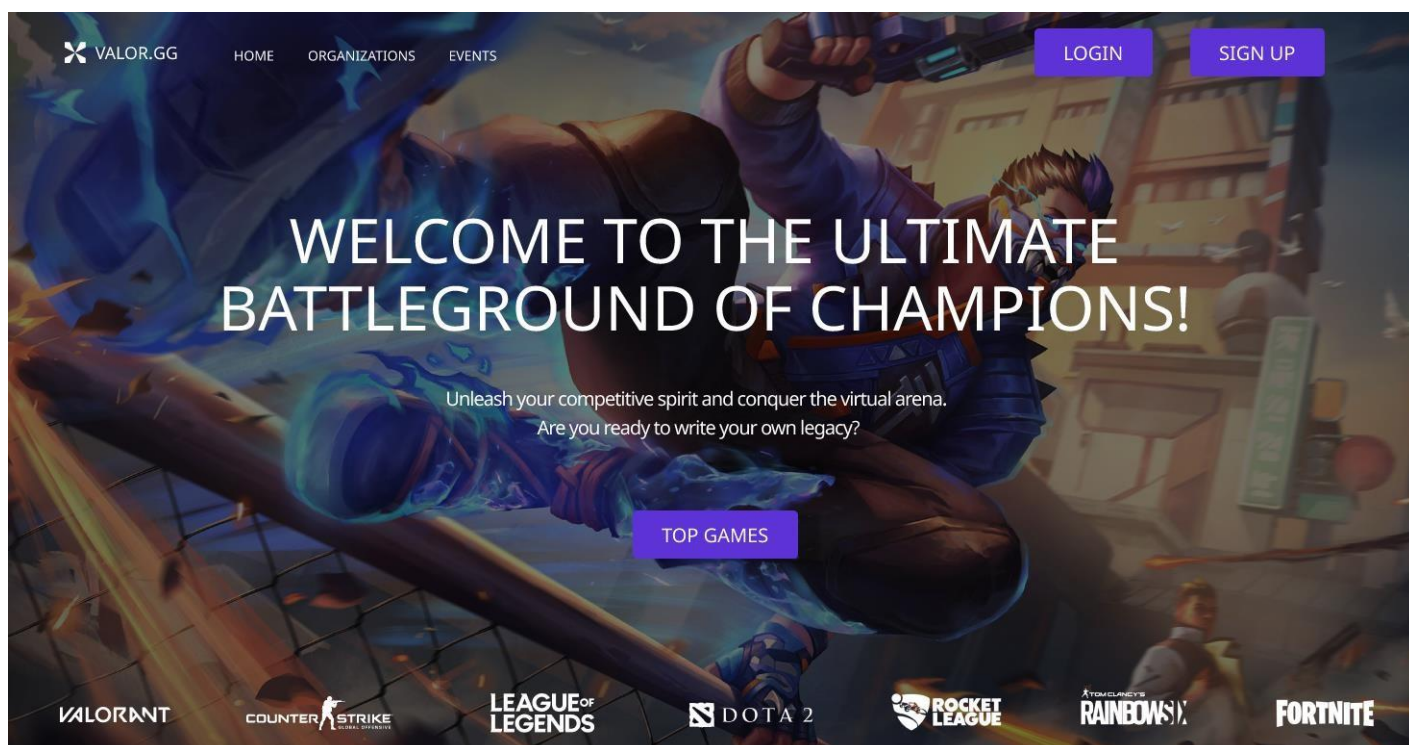 VALOR.GG HOME ORGANIZATIONS EVENTS LOGIN SIGN UP
WELCOME TO THE ULTIMATE
BATTLEGROUND OF CHAMPIONS!
Unleash your competitive spirit and conquer the virtual arena.
Are you ready to write your own legacy?
TOP GAMES
VALORANT
COUNTER STRIKE
GLOBAL OFFENSIVE
LEAGUE OF
LEGENDS
DOTA 2
ROCKET
LEAGUE
TOM CLANCY'S
RAINBOW SIX
FORTNITE